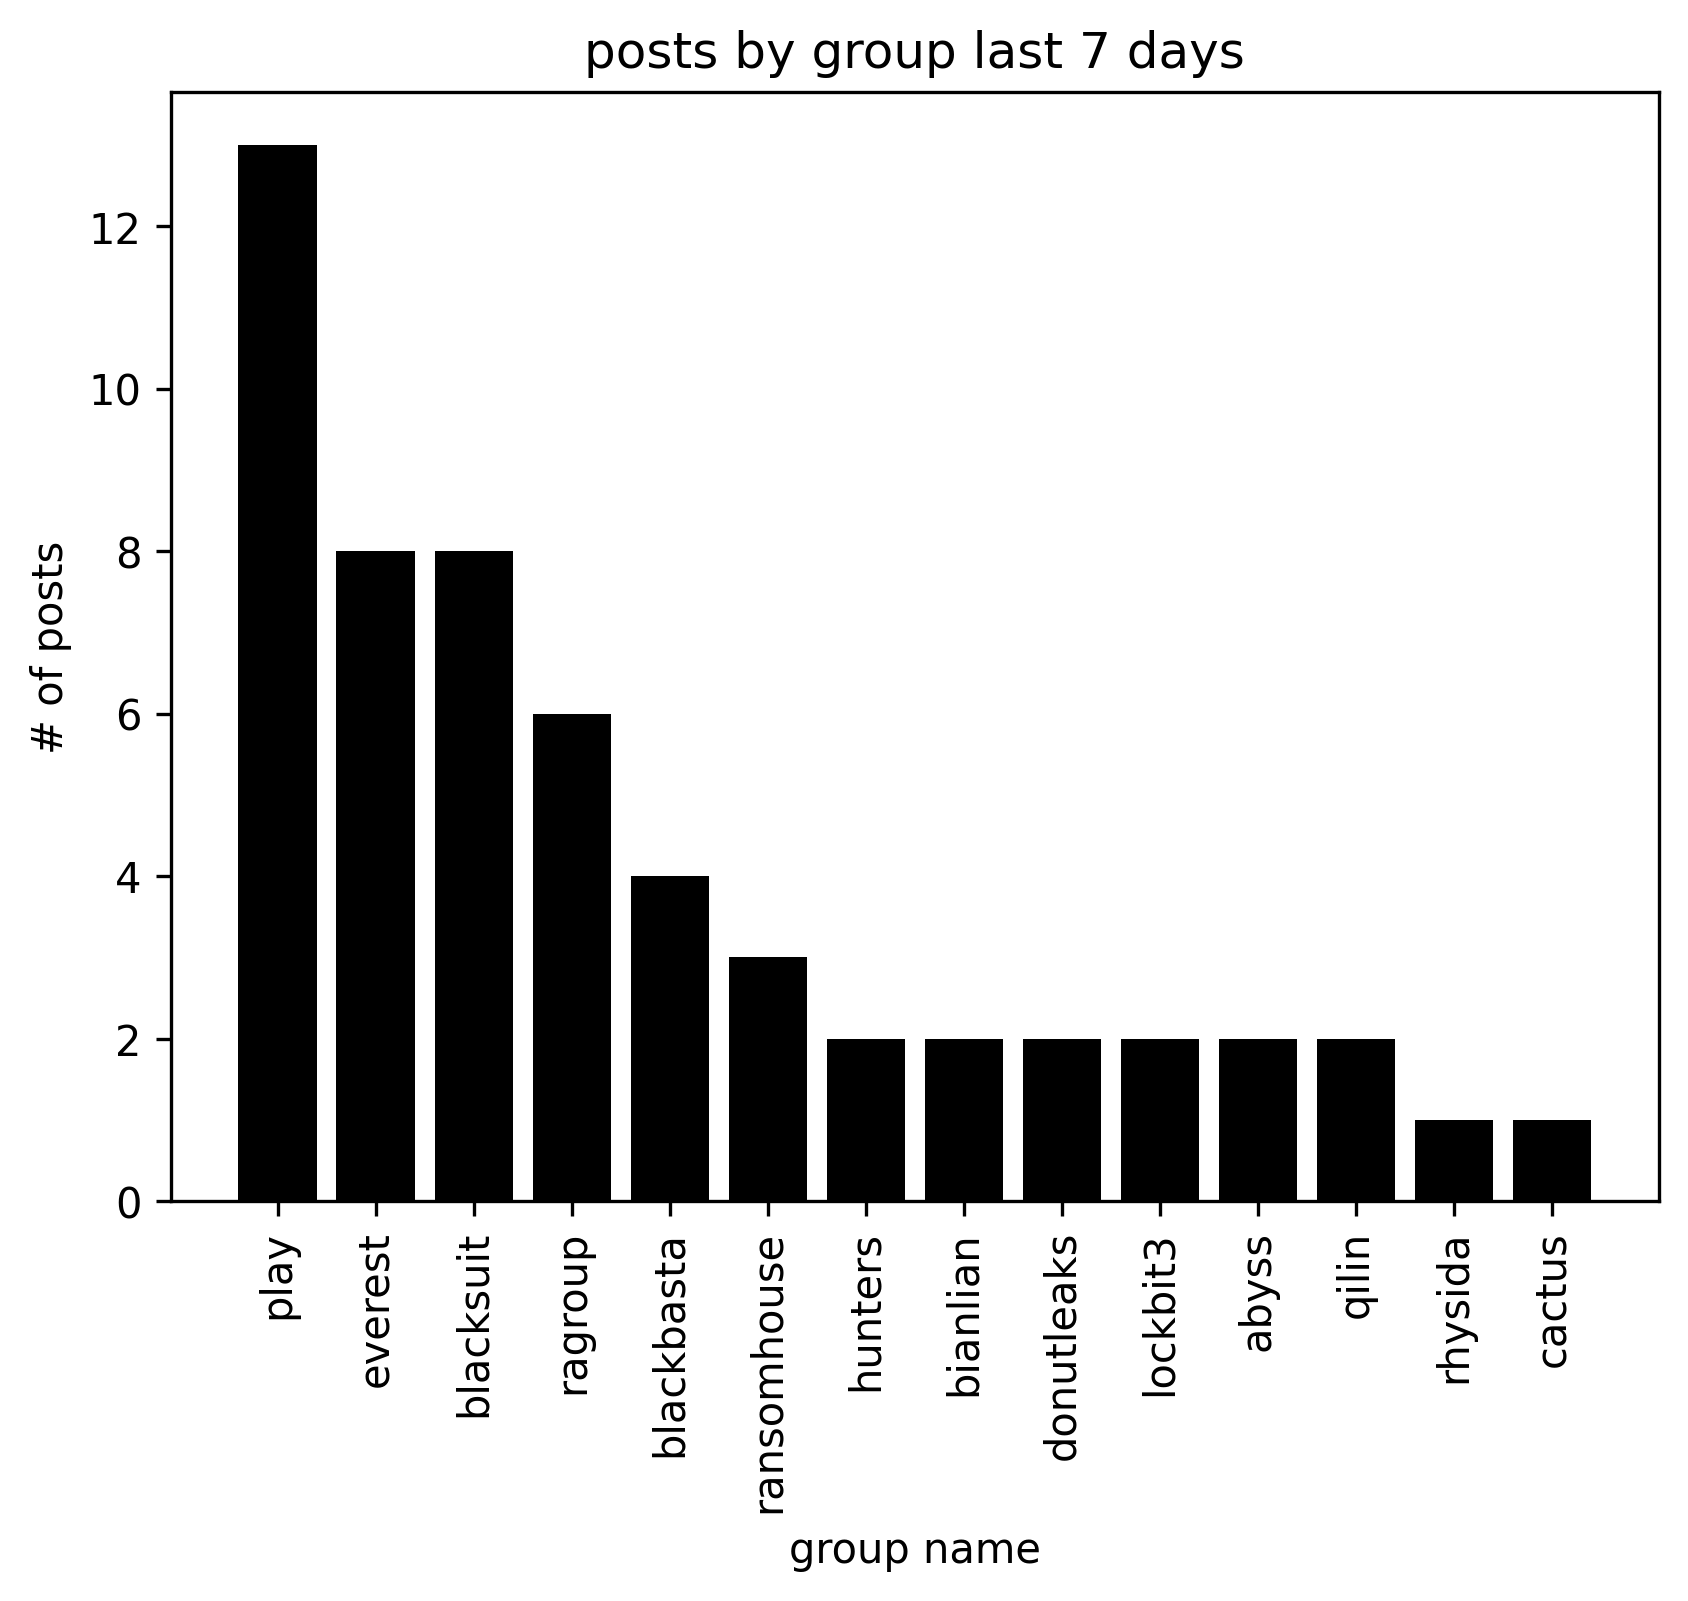 posts by group last 7 days
# of posts
12
10
8
6
4
2
0
play
everest
blacksuit
ragroup
blackbasta
ransomhouse
hunters
bianlian
donutleaks
lockbit3
abyss
qilin
rhysida
cactus
group name